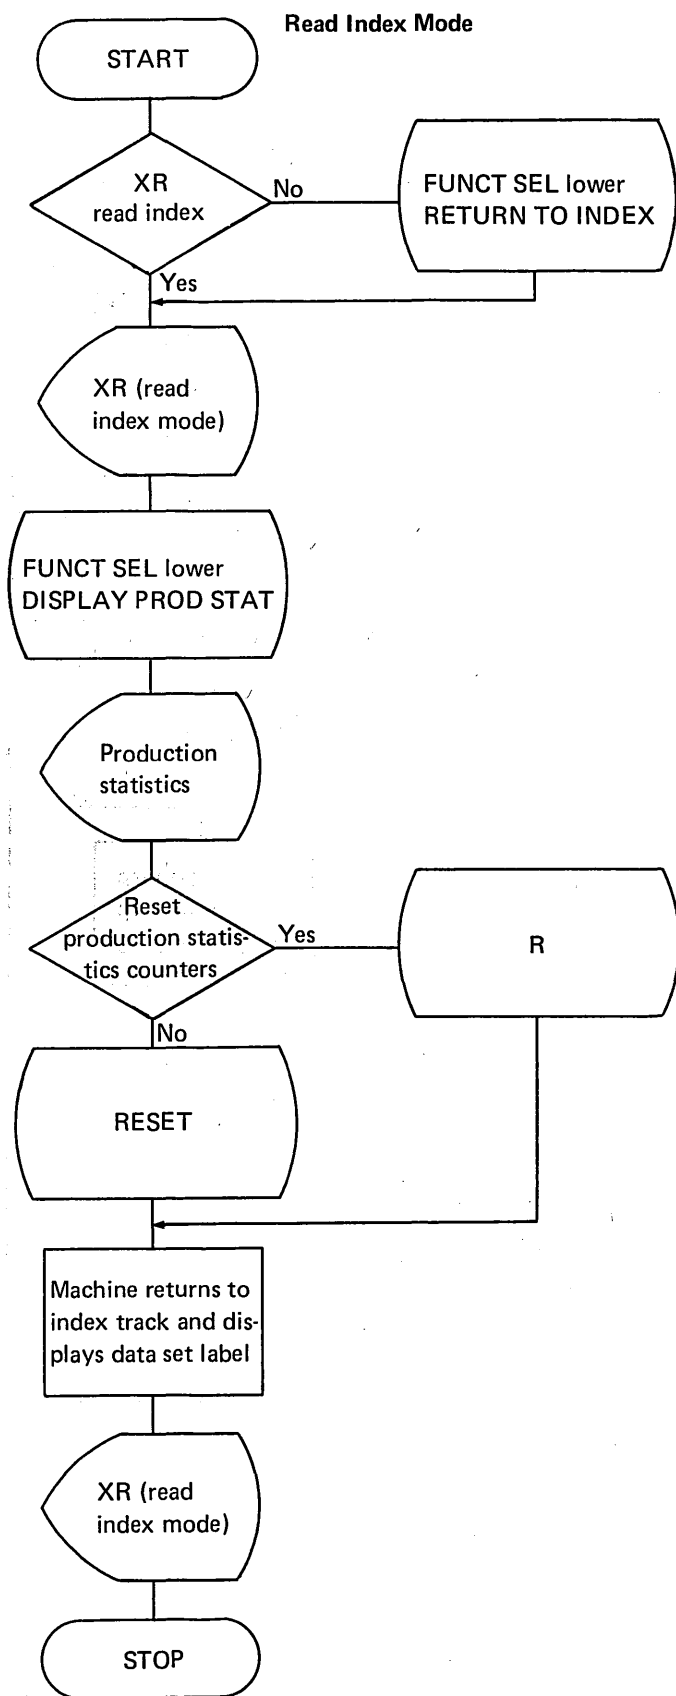 Read Index Mode
START
XR
read index
No
FUNCT SEL lower
RETURN TO INDEX
Yes
XR (read
index mode)
FUNCT SEL lower
DISPLAY PROD STAT
Production
statistics
Reset
production statis-
tics counters
Yes
R
No
RESET
Machine returns to
index track and dis-
plays data set label
XR (read
index mode)
STOP